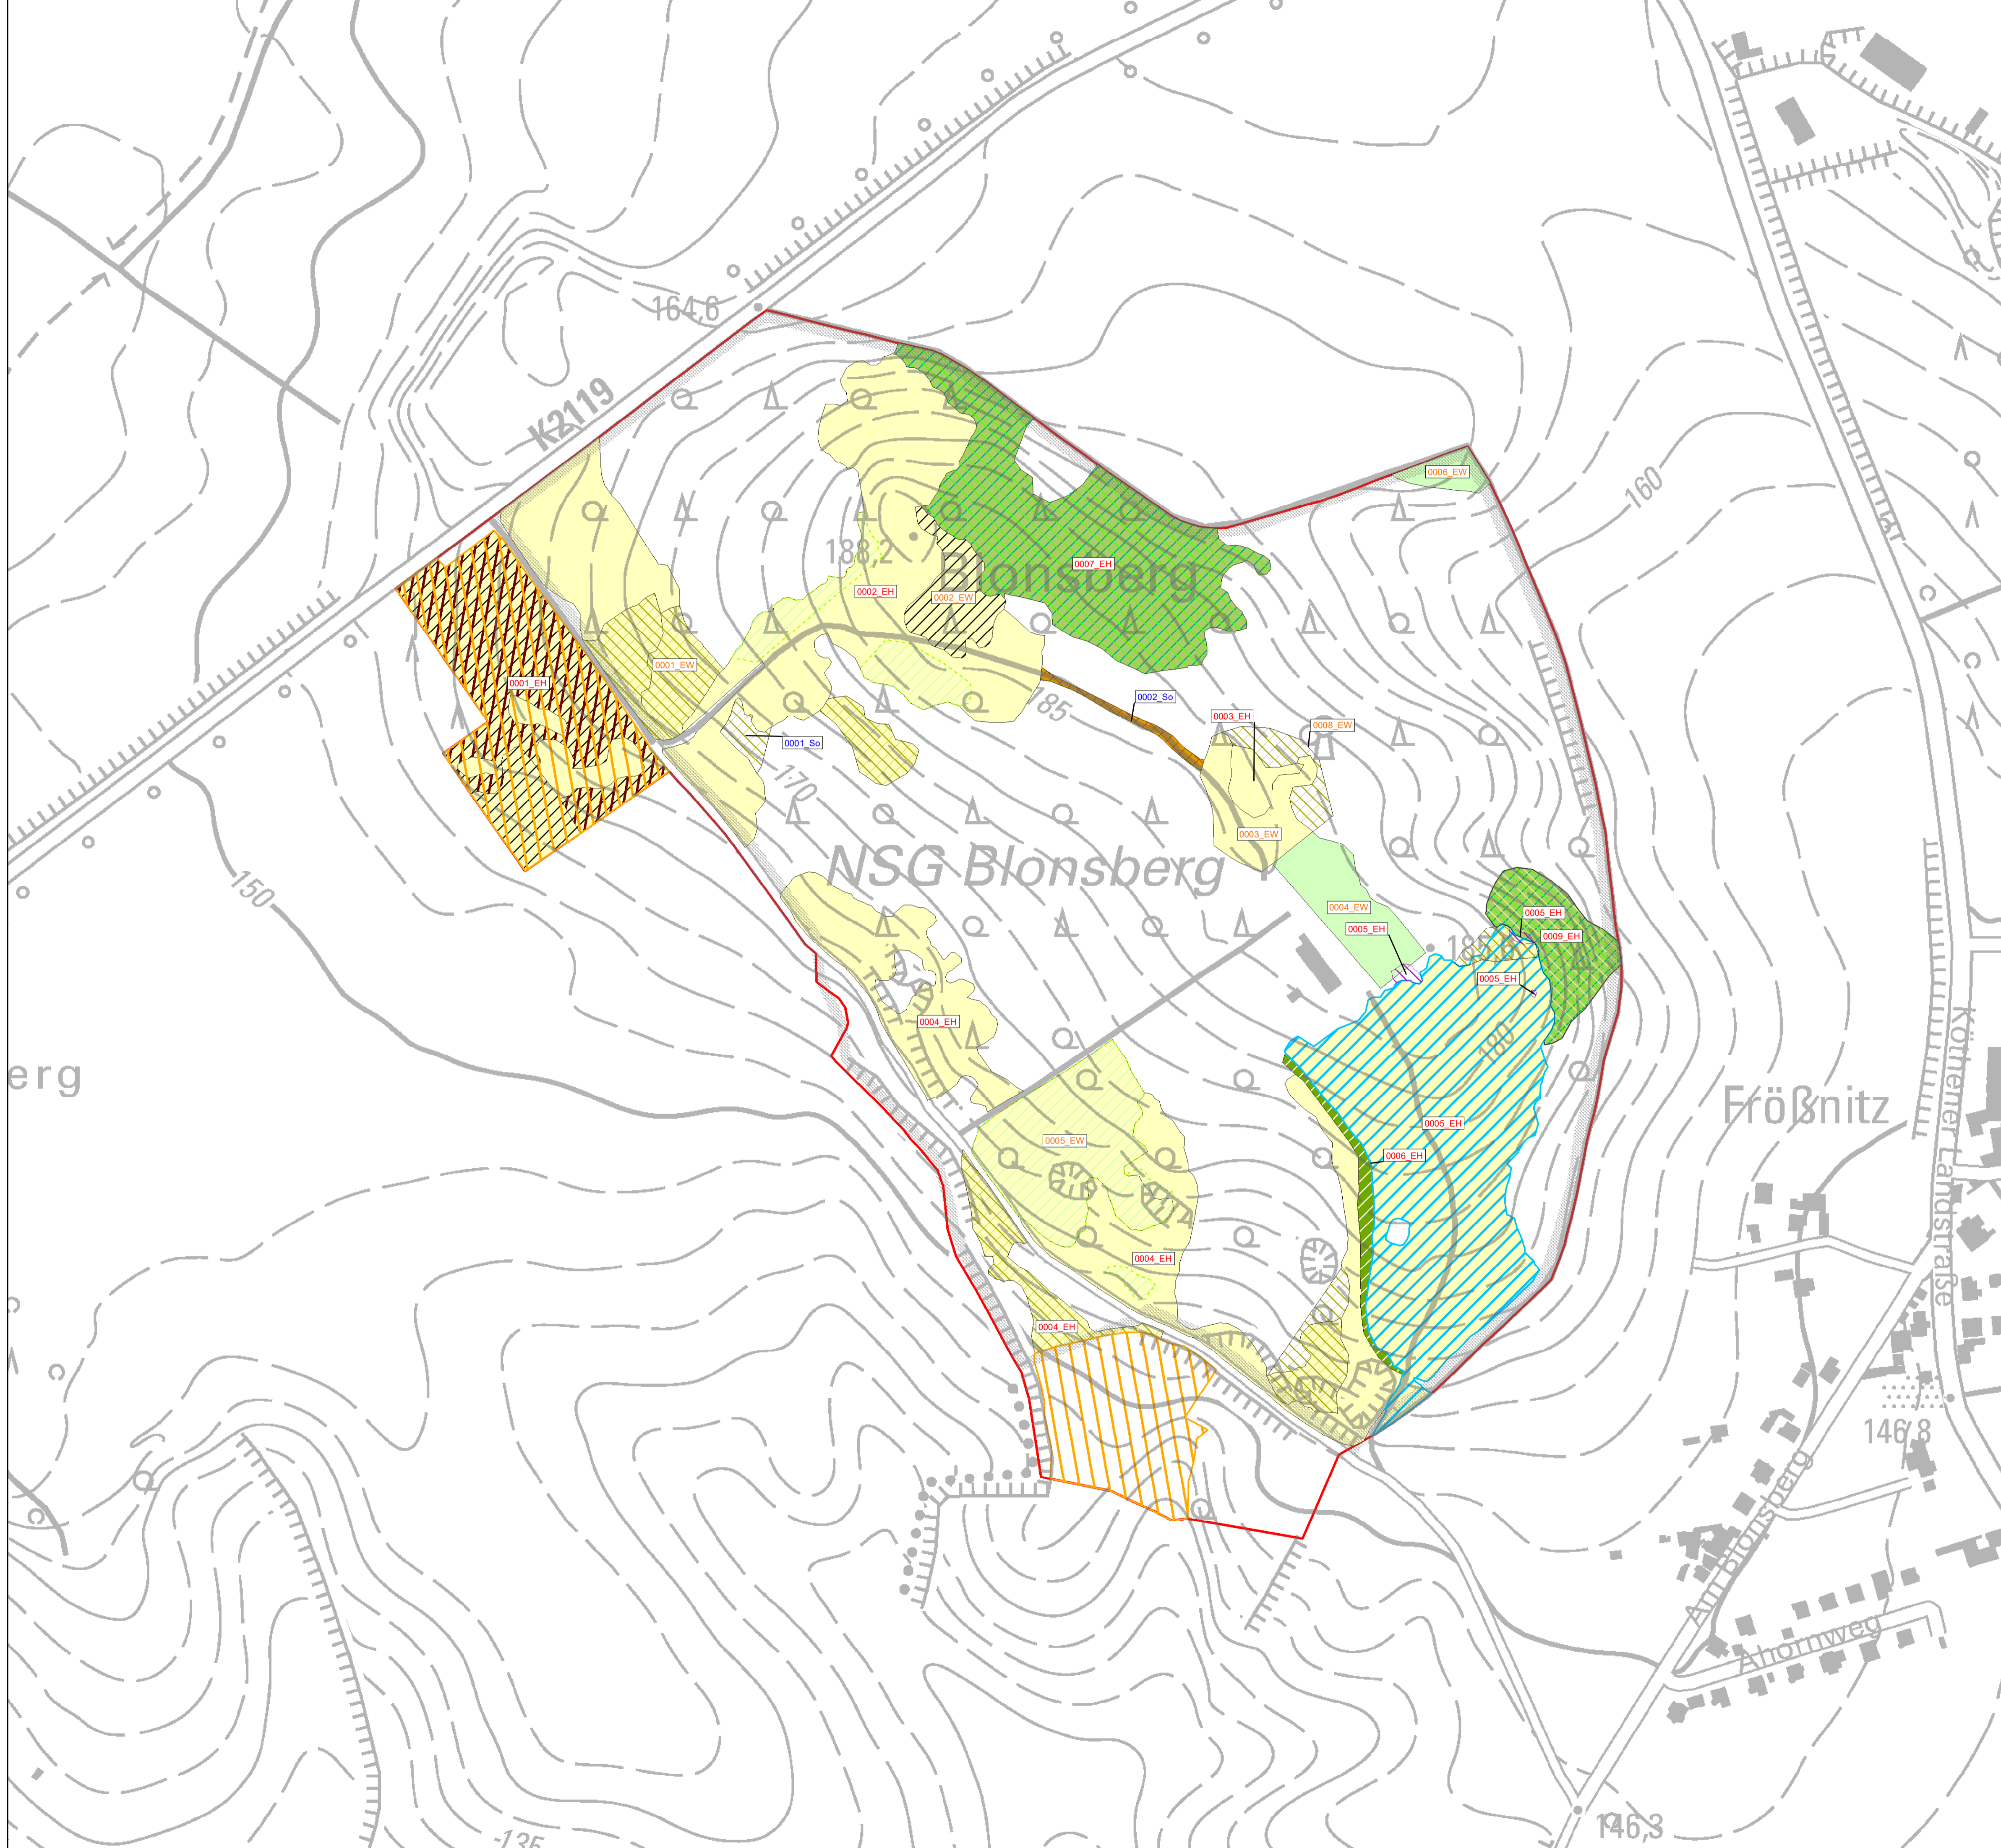 164,6
K2119
0006_EW
160
188,2
Blonsberg
0007_EH
0002_EH
0002_EW
0001_EW
0001_EH
185
0002_So
0003_EH
0008_EW
0001_So
170
0003_EW
NSG Blonsberg
150
0004_EW
0005_EH
0005_EH
0009_EH
0005_EH
0004_EH
180
erg
Frößnitz
Köthener Landstraße
0005_EW
0005_EH
0006_EH
0004_EH
0004_EH
146,8
Am Blonsberg
Ahornweg
146,3
-135